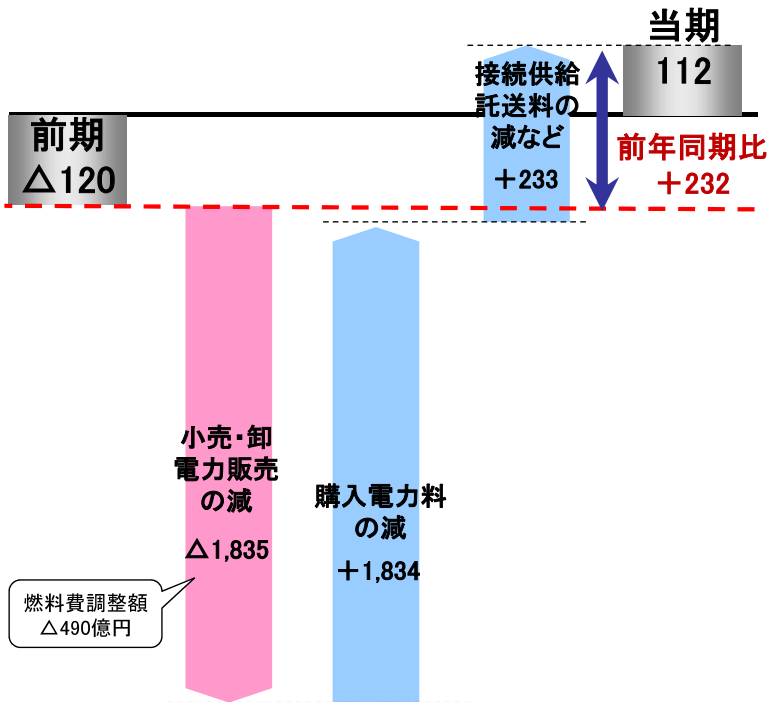 前期
△120
小売・卸
電力販売
の減
△1,835
燃料費調整額
△490億円
購入電力料
の減
＋1,834
接続供給
託送料の
減など
＋233
当期
112
前年同期比
＋232